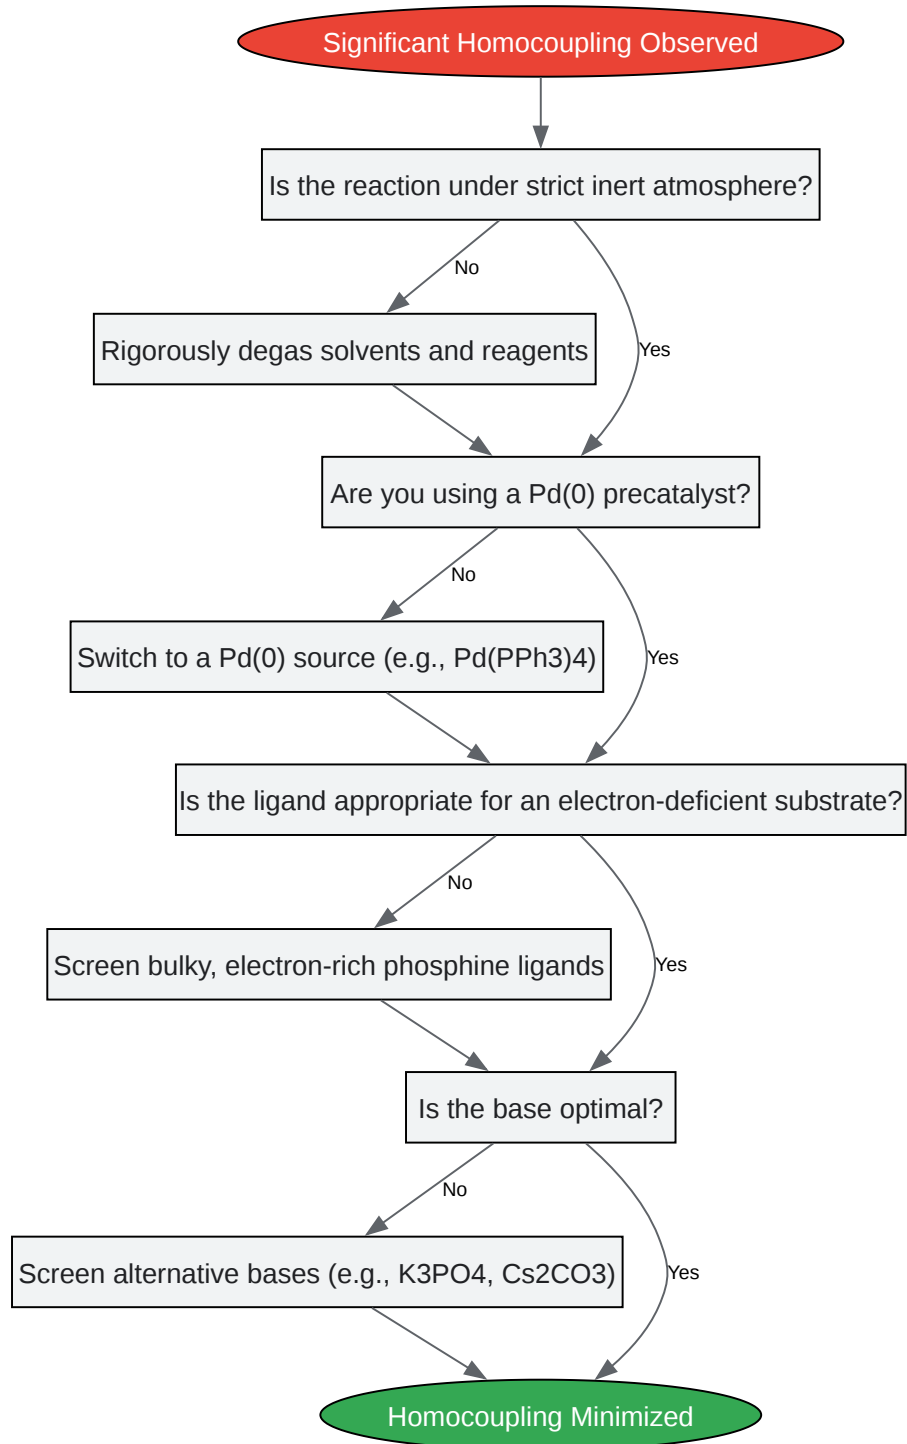 Significant Homocoupling Observed
Is the reaction under strict inert atmosphere?
No
Rigorously degas solvents and reagents
Yes
Are you using a Pd(0) precatalyst?
No
Switch to a Pd(0) source (e.g., Pd(PPh3)4)
Yes
Is the ligand appropriate for an electron-deficient substrate?
No
Screen bulky, electron-rich phosphine ligands
Yes
Is the base optimal?
No
Screen alternative bases (e.g., K3PO4, Cs2CO3)
Yes
Homocoupling Minimized